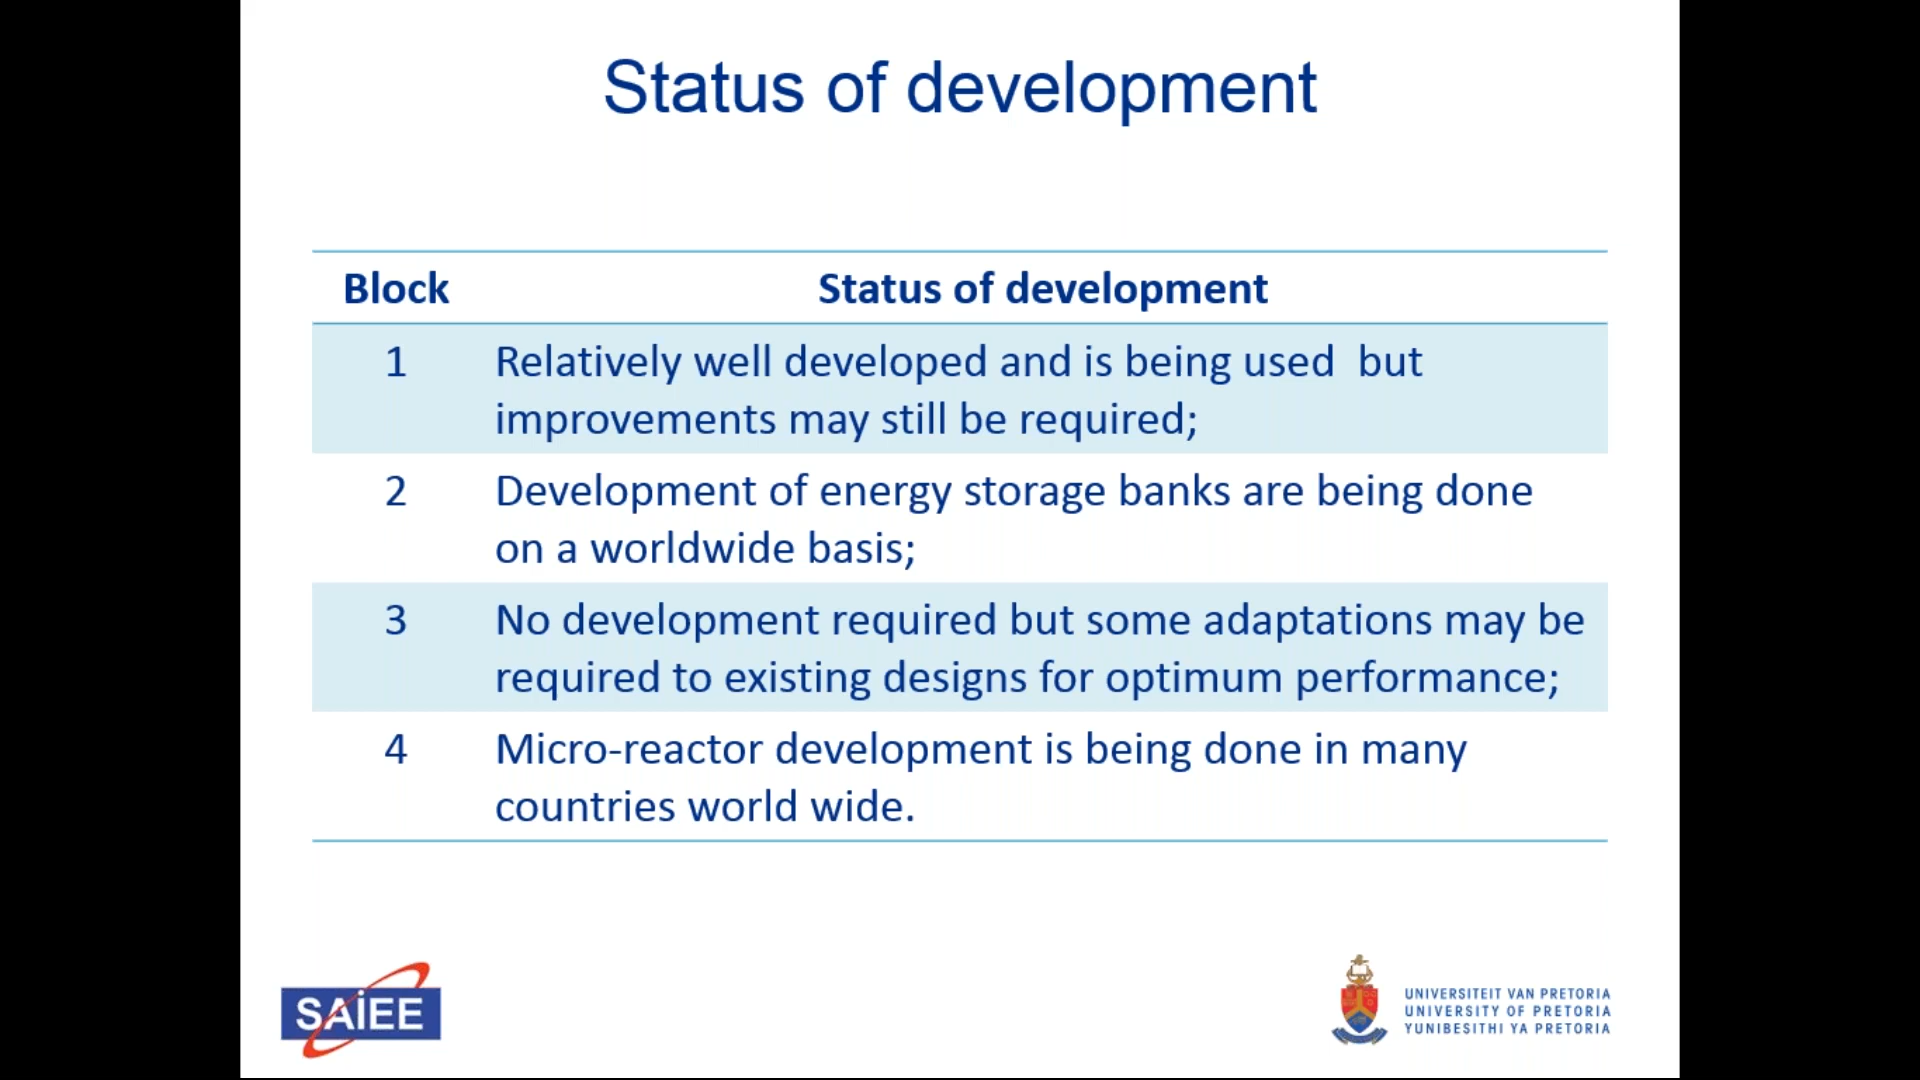 Status of development
Block Status of development
1 Relatively well developed and is being used  but
improvements may still be required;
2 Development of energy storage banks are being done
on a worldwide basis;
3 No development required but some adaptations may be
required to existing designs for optimum performance;
4 Micro-reactor development is being done in many
countries world wide.
SAiEE
UNIVERSITEIT VAN PRETORIA
UNIVERSITY OF PRETORIA
YUNIBESITHI YA PRETORIA